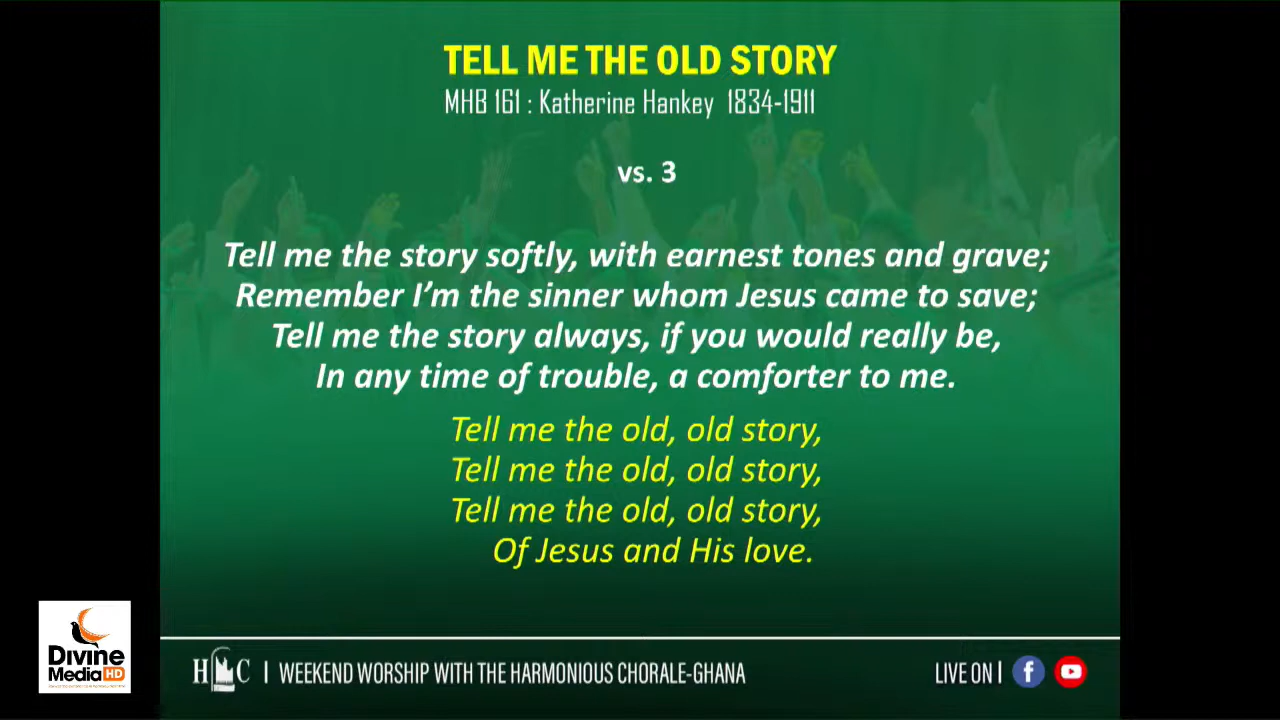 TELL ME THE OLD STORY
MHB 161 : Katherine Hankey 1834-1911
vs. 3
Tell me the story softly, with earnest tones and grave;
Remember I’m the sinner whom Jesus came to save;
Tell me the story always, if you would really be,
In any time of trouble, a comforter to me.
Tell me the old, old story,
Tell me the old, old story,
Tell me the old, old story,
Of Jesus and His love.
Divine
Media HD
H C | WEEKEND WORSHIP WITH THE HARMONIOUS CHORALE-GHANA
LIVE ON |